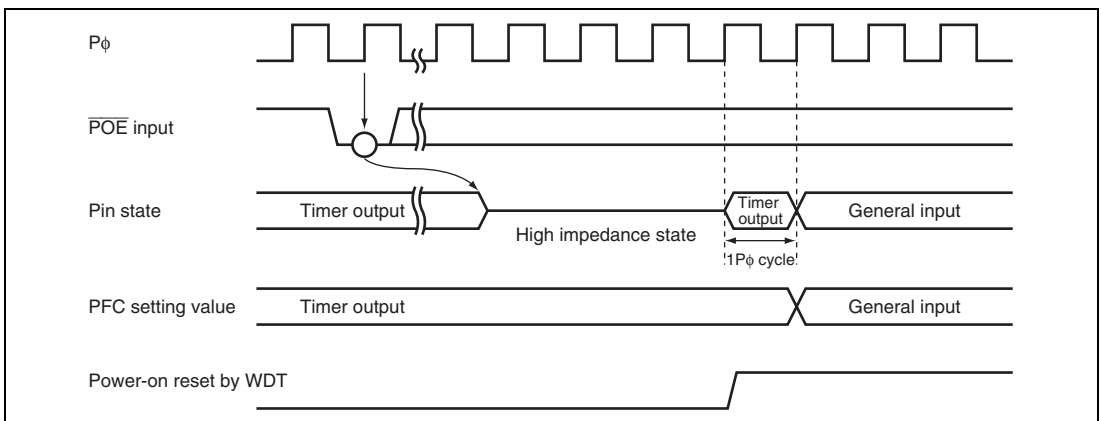 Pϕ
POE input
Pin state
Timer output
High impedance state
Timer
output
General input
1Pϕ cycle
PFC setting value
Timer output
General input
Power-on reset by WDT